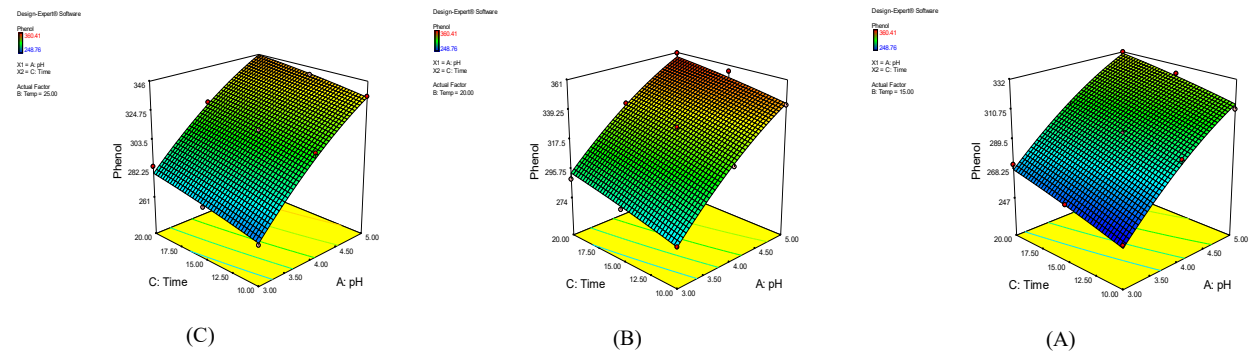 Design-Expert® Software
Phenol
360.41
248.76
X1 = A: pH
X2 = C: Time
Actual Factor
B: Temp = 25.00
346
324.75
303.5
282.25
261
Phenol
20.00
17.50
15.00
12.50
10.00
C: Time
3.00
3.50
4.00
4.50
5.00
A: pH
(C)
Design-Expert® Software
Phenol
360.41
248.76
X1 = A: pH
X2 = C: Time
Actual Factor
B: Temp = 20.00
361
339.25
317.5
295.75
274
Phenol
20.00
17.50
15.00
12.50
10.00
C: Time
3.00
3.50
4.00
4.50
5.00
A: pH
(B)
Design-Expert® Software
Phenol
360.41
248.76
X1 = A: pH
X2 = C: Time
Actual Factor
B: Temp = 15.00
332
310.75
289.5
268.25
247
Phenol
20.00
17.50
15.00
12.50
10.00
C: Time
3.00
3.50
4.00
4.50
5.00
A: pH
(A)